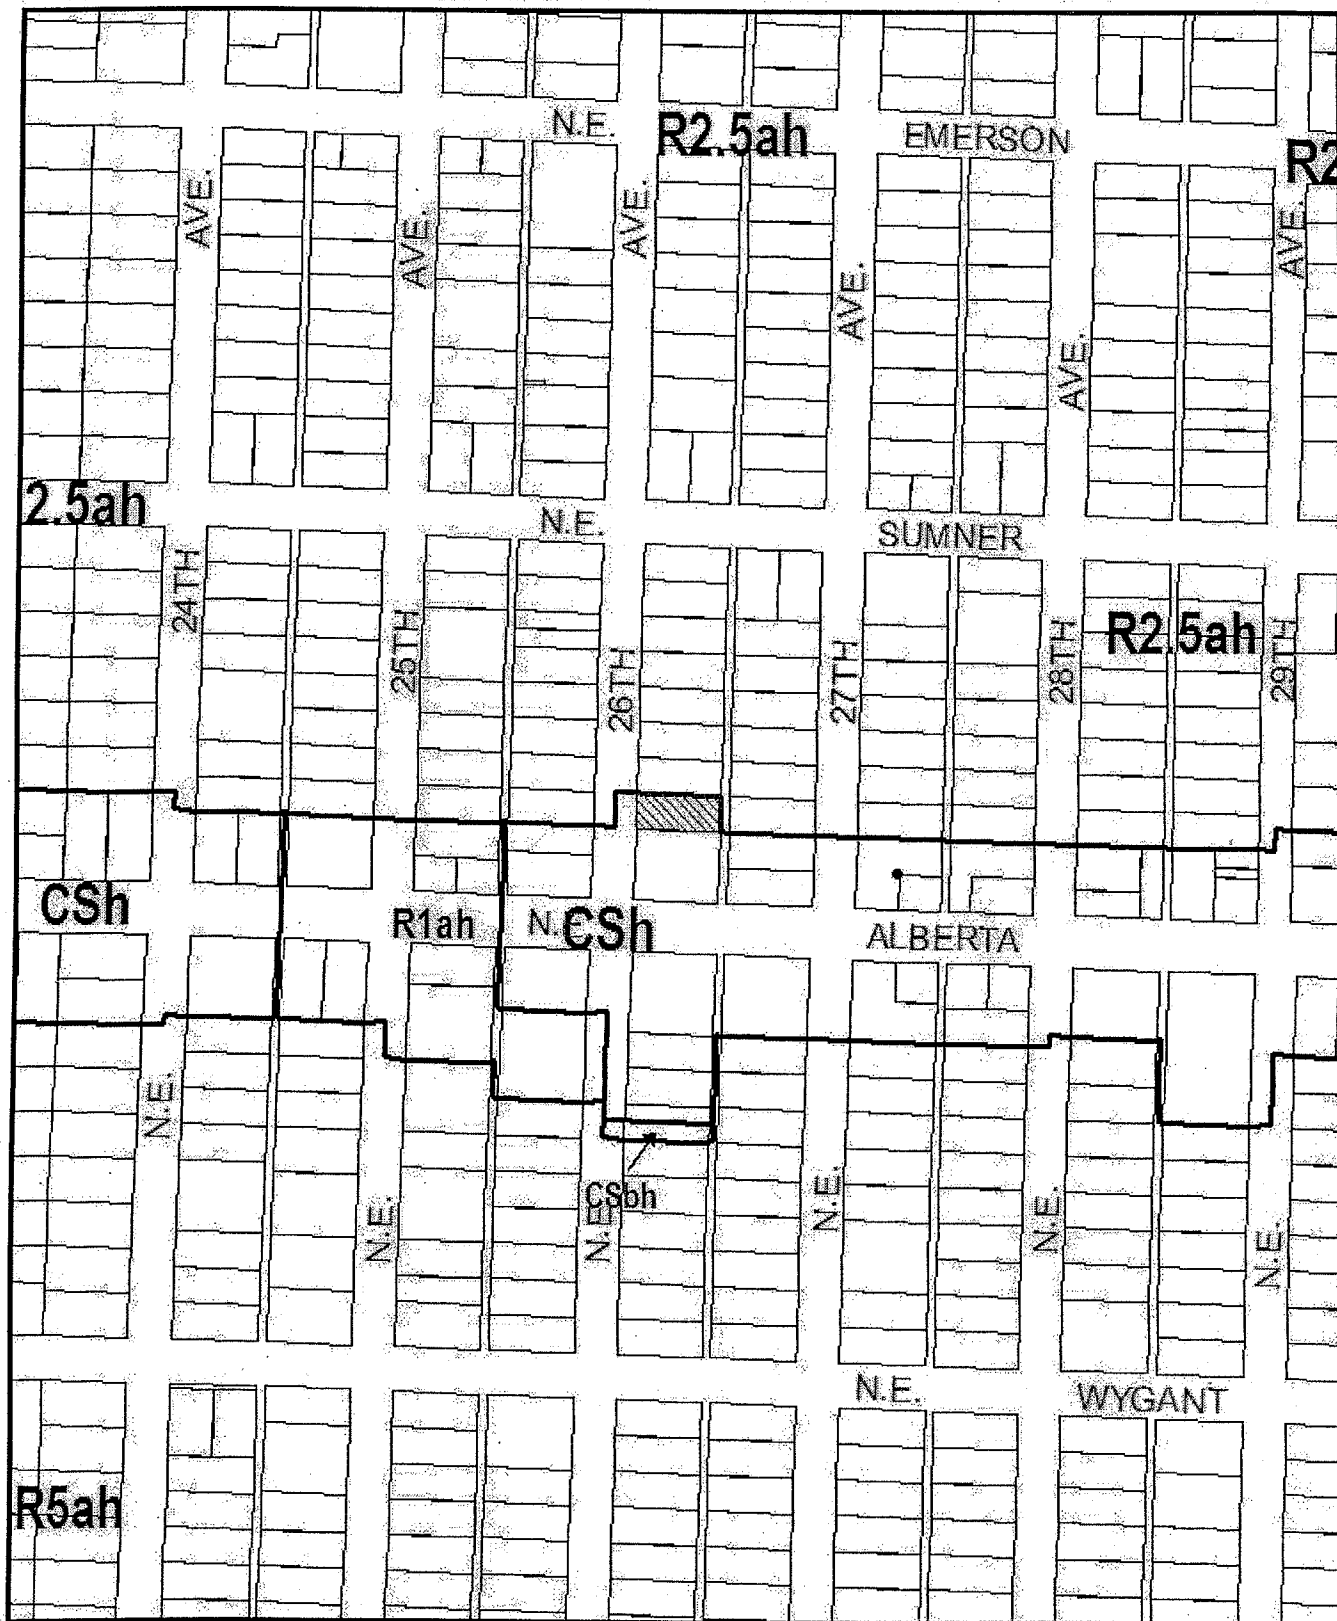 N.E. EMERSON
R2.5ah
R2
AVE.
AVE.
AVE.
AVE.
AVE.
AVE.
2.5ah
N.E. SUMNER
24TH
25TH
26TH
27TH
28TH
29TH
R2.5ah
CSh
R1ah
N.
CSh
ALBERTA
N.E.
N.E.
N.E.
N.E.
N.E.
N.E.
CSbh
N.E. WYGANT
R5ah